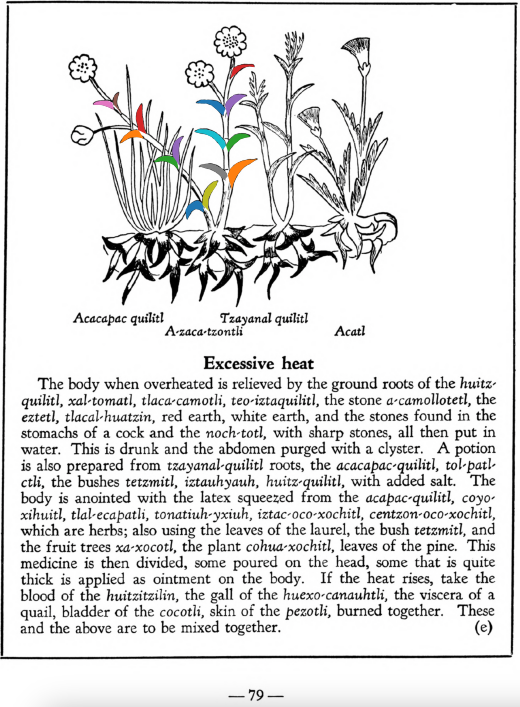 Acacapac quilitl Tzayanal quilitl
A-zaca-tzontli Acatl
Excessive heat
The body when overheated is relieved by the ground roots of the huitz-
quilitl, xal-tomatl, tlaca-camotli, teo-iztaquilitl, the stone a-camollotetl, the
eztetl, tlacal-huatzin, red earth, white earth, and the stones found in the
stomachs of a cock and the noch-totl, with sharp stones, all then put in
water. This is drunk and the abdomen purged with a clyster. A potion
is also prepared from tzayanal-quilitl roots, the acacapac-quilitl, tol-patl-
ctli, the bushes tetzmitl, iztauhyauh, huitz-quilitl, with added salt. The
body is anointed with the latex squeezed from the acapac-quilitl, coyo-
xihuitl, tlal-ecapatli, tonatiuh-yxiuh, iztac-oco-xochitl, centzon-oco-xochitl,
which are herbs; also using the leaves of the laurel, the bush tetzmitl, and
the fruit trees xa-xocotl, the plant cohua-xochitl, leaves of the pine. This
medicine is then divided, some poured on the head, some that is quite
thick is applied as ointment on the body. If the heat rises, take the
blood of the huitzitzilin, the gall of the huexo-canauhtli, the viscera of a
quail, bladder of the cocotli, skin of the pezotli, burned together. These
and the above are to be mixed together. (e)
— 79 —